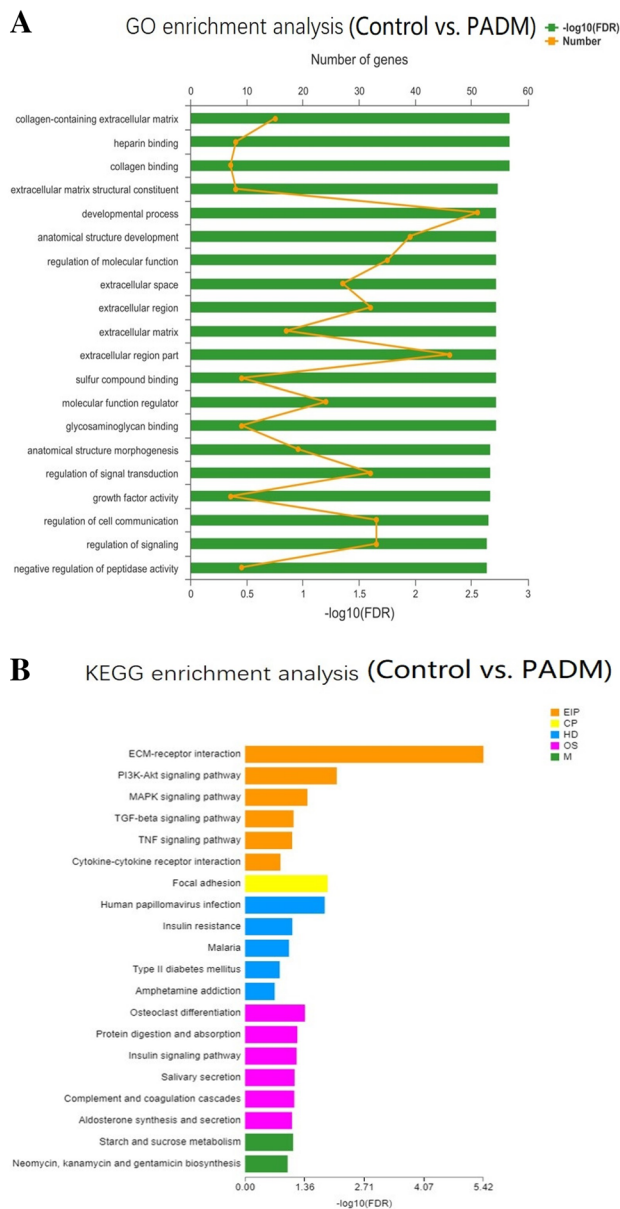 A
GO enrichment analysis (Control vs. PADM)
-log10(FDR)
Number
Number of genes
0 10 20 30 40 50 60
collagen-containing extracellular matrix
heparin binding
collagen binding
extracellular matrix structural constituent
developmental process
anatomical structure development
regulation of molecular function
extracellular space
extracellular region
extracellular matrix
extracellular region part
sulfur compound binding
molecular function regulator
glycosaminoglycan binding
anatomical structure morphogenesis
regulation of signal transduction
growth factor activity
regulation of cell communication
regulation of signaling
negative regulation of peptidase activity
0 0.5 1 1.5 2 2.5 3
-log10(FDR)
B
KEGG enrichment analysis (Control vs. PADM)
EIP
CP
HD
OS
M
ECM-receptor interaction
PI3K-Akt signaling pathway
MAPK signaling pathway
TGF-beta signaling pathway
TNF signaling pathway
Cytokine-cytokine receptor interaction
Focal adhesion
Human papillomavirus infection
Insulin resistance
Malaria
Type II diabetes mellitus
Amphetamine addiction
Osteoclast differentiation
Protein digestion and absorption
Insulin signaling pathway
Salivary secretion
Complement and coagulation cascades
Aldosterone synthesis and secretion
Starch and sucrose metabolism
Neomycin, kanamycin and gentamicin biosynthesis
0.00 1.36 2.71 4.07 5.42
-log10(FDR)